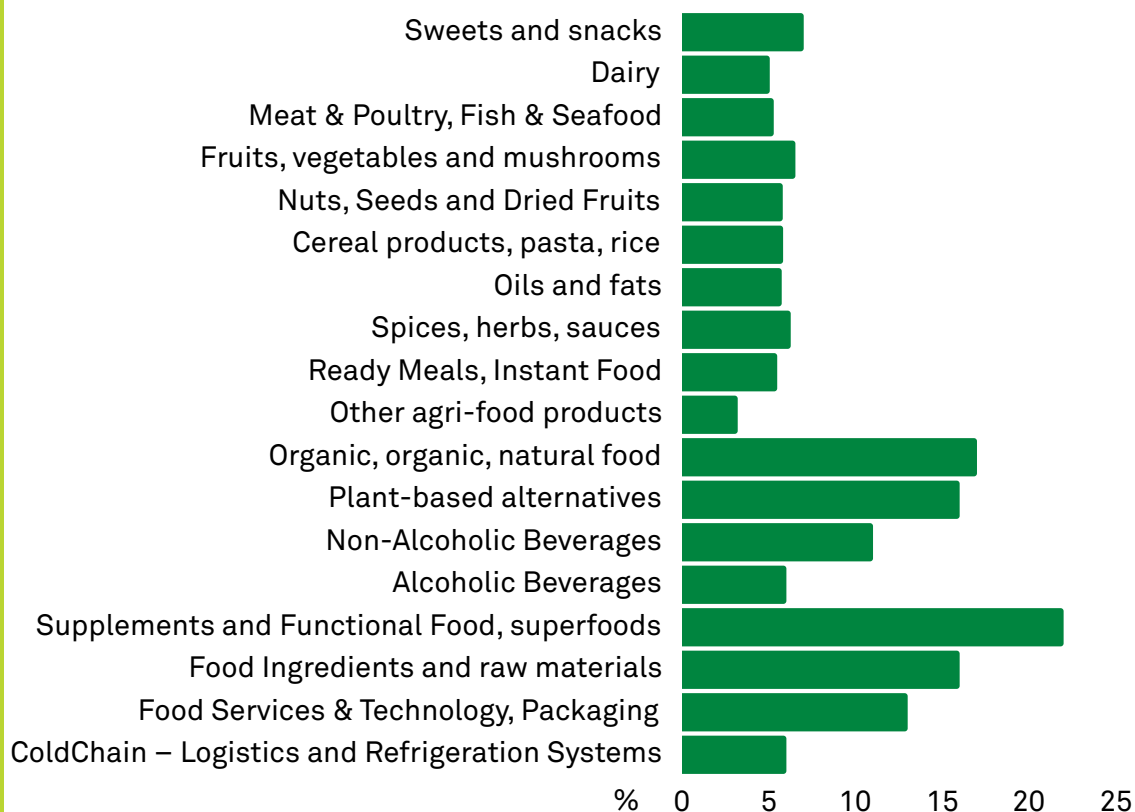 Sweets and snacks
Dairy
Meat & Poultry, Fish & Seafood
Fruits, vegetables and mushrooms
Nuts, Seeds and Dried Fruits
Cereal products, pasta, rice
Oils and fats
Spices, herbs, sauces
Ready Meals, Instant Food
Other agri-food products
Organic, organic, natural food
Plant-based alternatives
Non-Alcoholic Beverages
Alcoholic Beverages
Supplements and Functional Food, superfoods
Food Ingredients and raw materials
Food Services & Technology, Packaging
ColdChain – Logistics and Refrigeration Systems
% 0 5 10 15 20 25